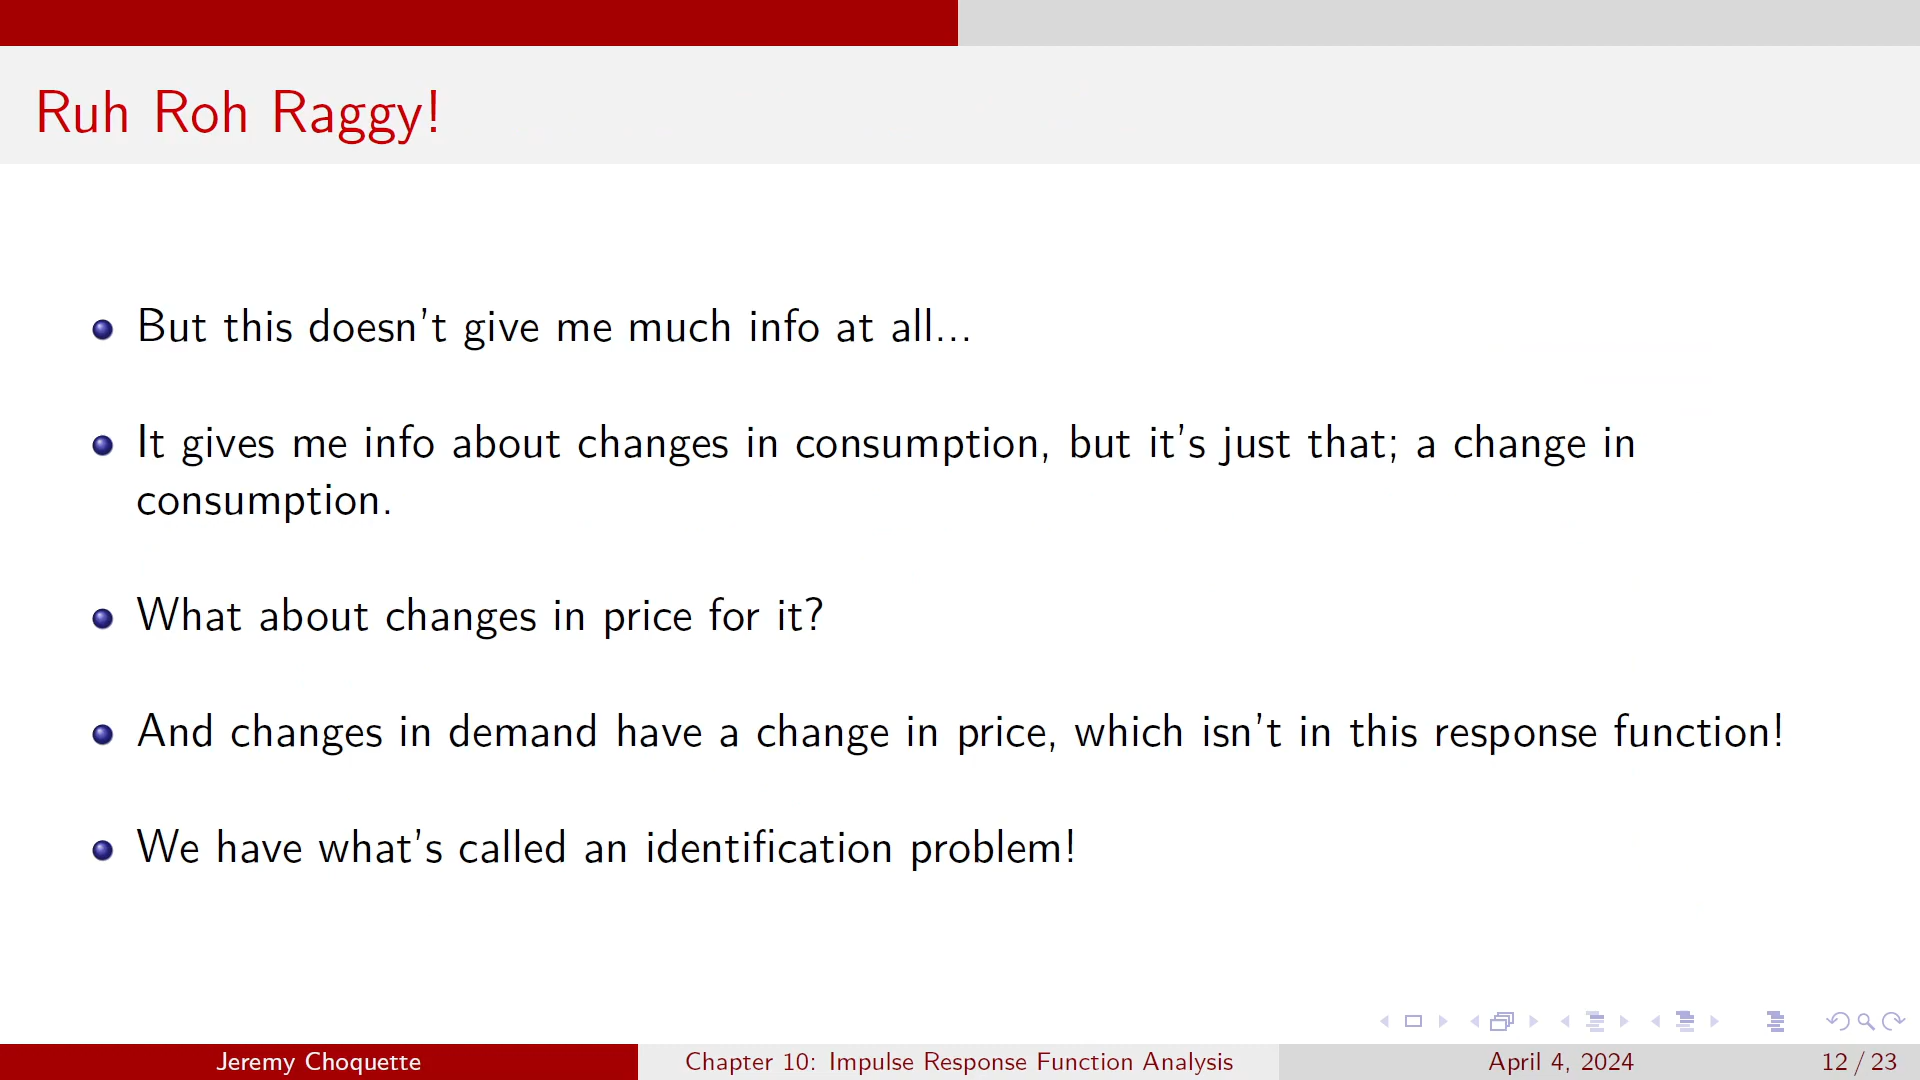 Ruh Roh Raggy!
But this doesn't give me much info at all...
It gives me info about changes in consumption, but it's just that; a change in
consumption.
What about changes in price for it?
And changes in demand have a change in price, which isn't in this response function!
We have what's called an identification problem!
Jeremy Choquette
Chapter 10: Impulse Response Function Analysis
April 4, 2024
12 / 23